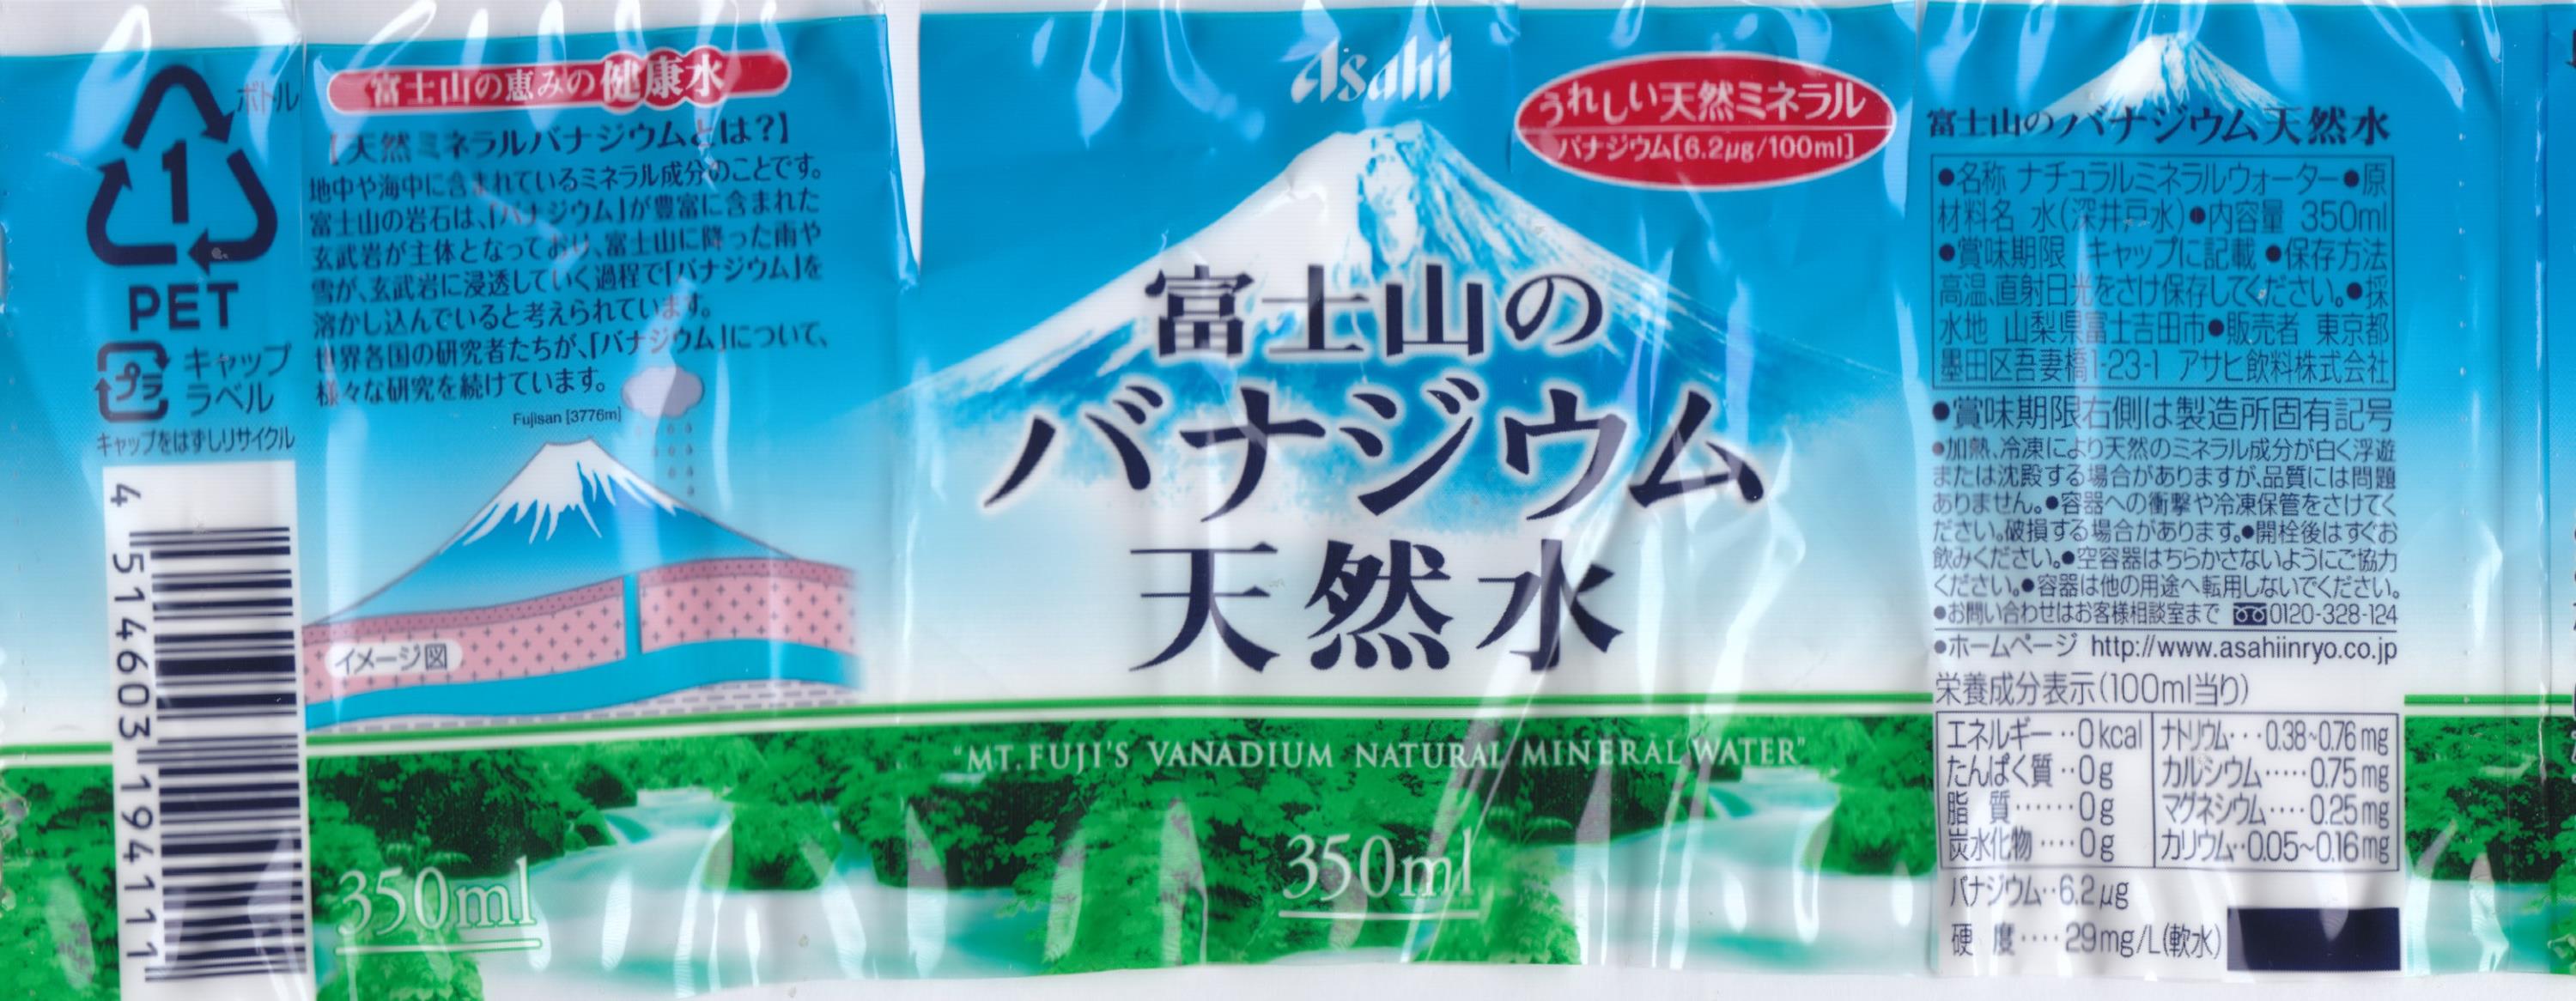 ボトル
1
PET
プラ
キャップ
ラベル
キャップをはずしリサイクル
4 514603 194111
富士山の恵みの健康水
【天然ミネラルバナジウムとは？】
地中や海中に含まれているミネラル成分のことです。
富士山の岩石は、「バナジウム」が豊富に含まれた
玄武岩が主体となっており、富士山に降った雨や
雪が、玄武岩に浸透していく過程で「バナジウム」を
溶かし込んでいると考えられています。
世界各国の研究者たちが、「バナジウム」について、
様々な研究を続けています。
Fujisan [3776m]
イメージ図
350ml
Asahi
うれしい天然ミネラル
バナジウム[6.2μg/100ml]
富士山の
バナジウム
天然水
"MT.FUJI'S VANADIUM NATURAL MINERAL WATER"
350ml
富士山のバナジウム天然水
●名称 ナチュラルミネラルウォーター●原
材料名 水(深井戸水)●内容量 350ml
●賞味期限 キャップに記載 ●保存方法
高温、直射日光をさけ保存してください。●採
水地 山梨県富士吉田市●販売者 東京都
墨田区吾妻橋1-23-1 アサヒ飲料株式会社
●賞味期限右側は製造所固有記号
●加熱、冷凍により天然のミネラル成分が白く浮遊
または沈殿する場合がありますが、品質には問題
ありません。●容器への衝撃や冷凍保管をさけてく
ださい。破損する場合があります。●開栓後はすぐお
飲みください。●空容器はちらかさないようにご協力
ください。●容器は他の用途へ転用しないでください。
●お問い合わせはお客様相談室まで 0120-328-124
●ホームページ http://www.asahiinryo.co.jp
栄養成分表示(100ml当り)
エネルギー‥0kcal ナトリウム‥‥0.38~0.76mg
たんぱく質‥0g カルシウム‥‥‥0.75mg
脂 質‥‥‥0g マグネシウム‥‥0.25mg
炭水化物‥‥0g カリウム‥0.05~0.16mg
バナジウム‥6.2μg
硬 度‥‥29mg/L(軟水)